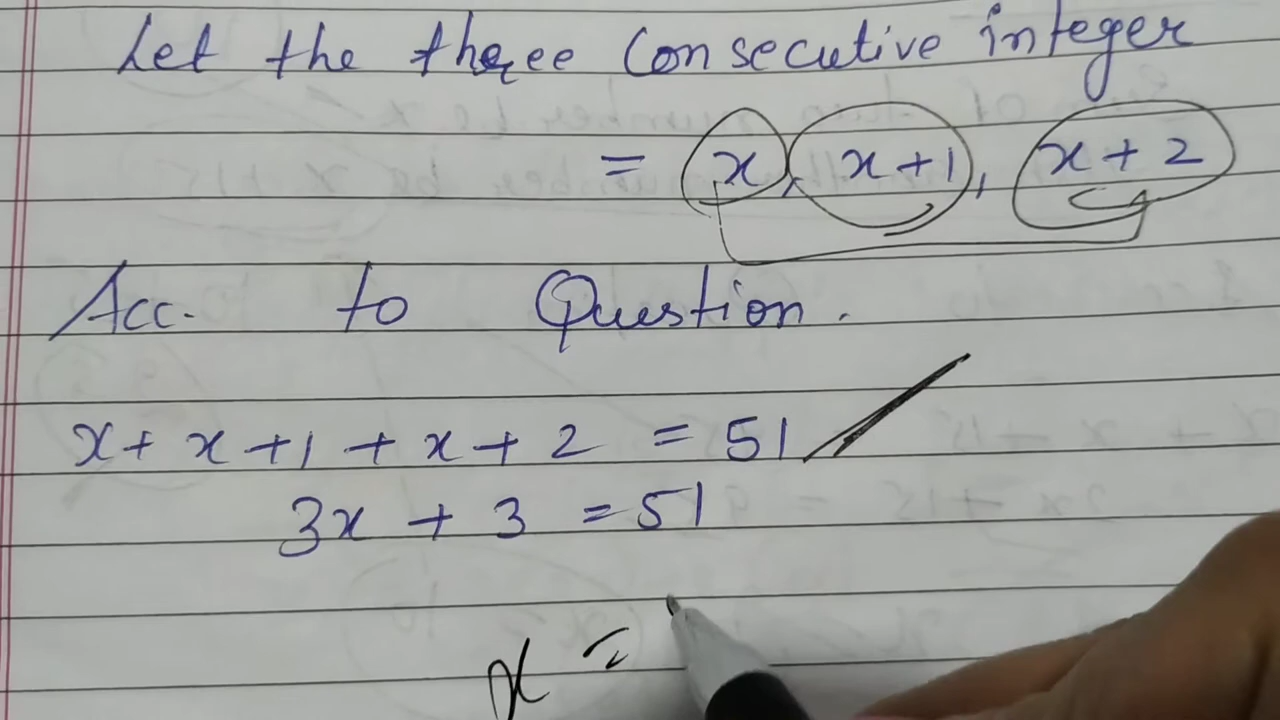 Let the three Consecutive integer
= x, x+1, x+2
Acc. to Question.
x+ x+1 + x+2 = 51
3x + 3 = 51
x =